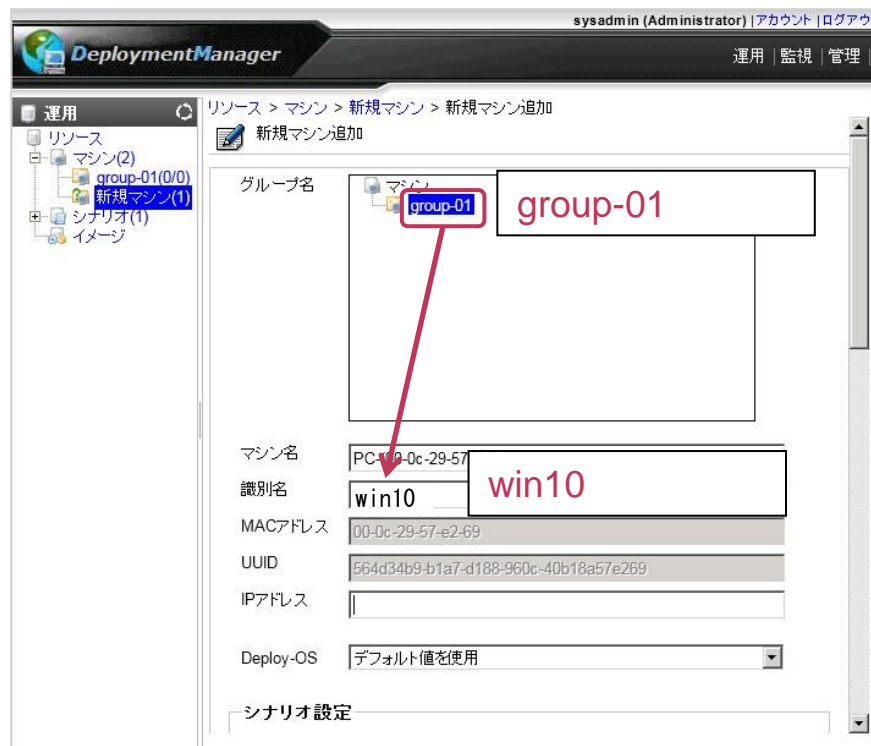 sysadmin (Administrator) |アカウント |ログアウ
DeploymentManager
運用 | 監視 | 管理 |
運用
リソース
マシン(2)
group-01(0/0)
新規マシン(1)
シナリオ(1)
イメージ
リソース > マシン > 新規マシン > 新規マシン追加
新規マシン追加
グループ名
マシン
group-01
group-01
マシン名 PC-00-0c-29-57
識別名 win10
win10
MACアドレス 00-0c-29-57-e2-69
UUID 564d34b9-b1a7-d188-960c-40b18a57e269
IPアドレス
Deploy-OS デフォルト値を使用
シナリオ設定